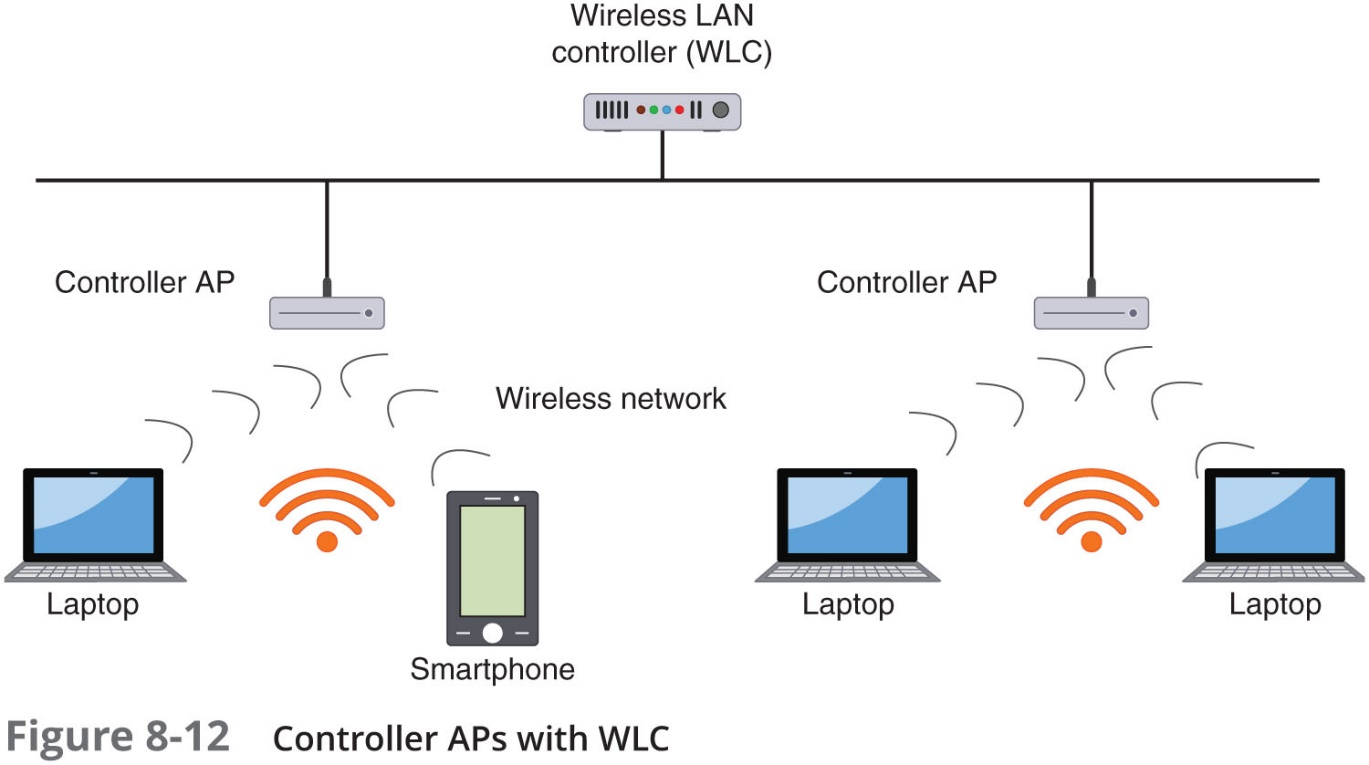 Wireless LAN
controller (WLC)
Controller AP
Controller AP
Wireless network
Laptop
Smartphone
Laptop
Laptop
Figure 8-12 Controller APs with WLC